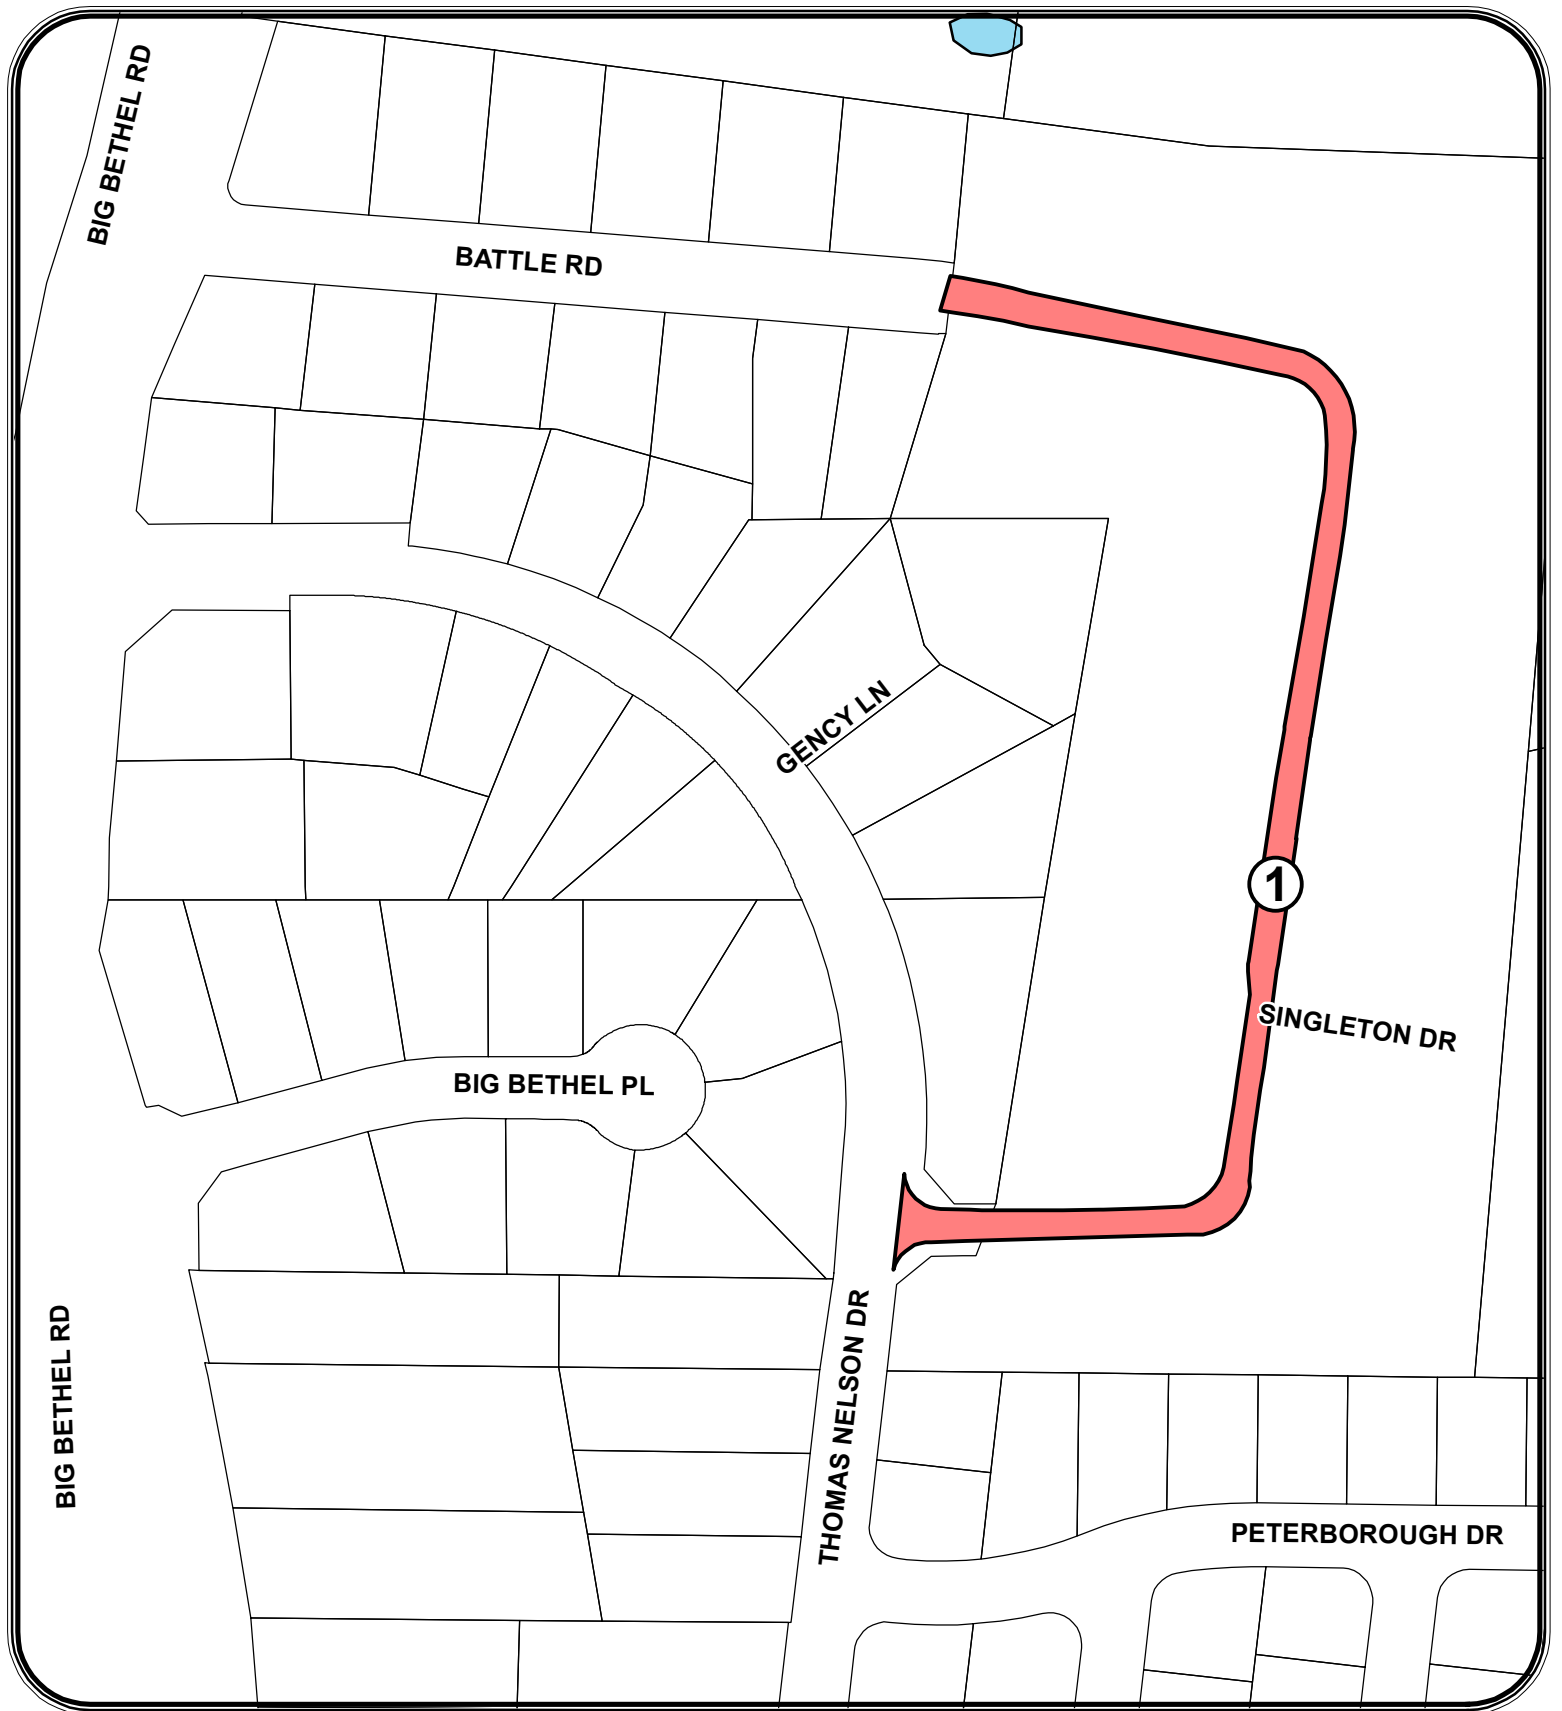 BIG BETHEL RD
BATTLE RD
GENCY LN
1
SINGLETON DR
BIG BETHEL PL
THOMAS NELSON DR
BIG BETHEL RD
PETERBOROUGH DR